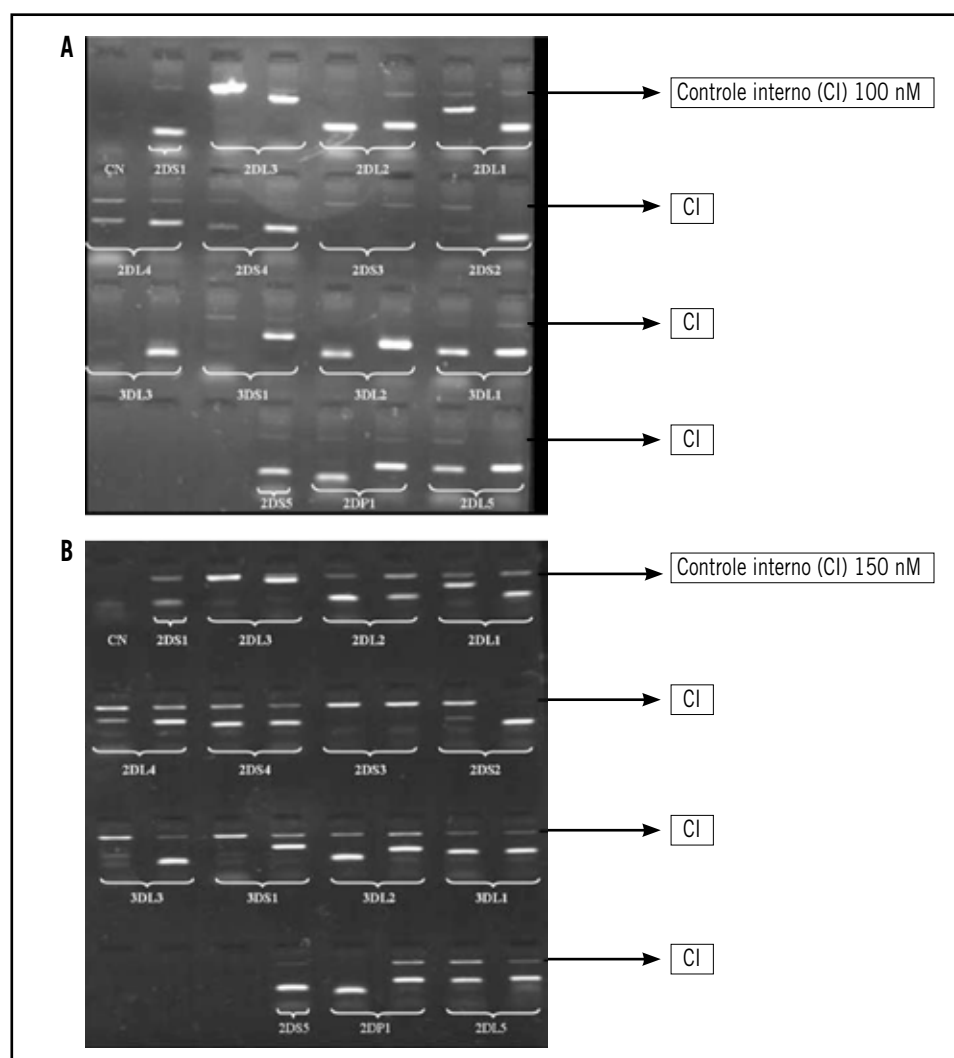 A
Controle interno (CI) 100 nM
CN 2DS1 2DL3 2DL2 2DL1
CI
2DL4 2DS4 2DS3 2DS2
CI
3DL3 3DS1 3DL2 3DL1
CI
2DS5 2DP1 2DL5
B
Controle interno (CI) 150 nM
CN 2DS1 2DL3 2DL2 2DL1
CI
2DL4 2DS4 2DS3 2DS2
CI
3DL3 3DS1 3DL2 3DL1
CI
2DS5 2DP1 2DL5